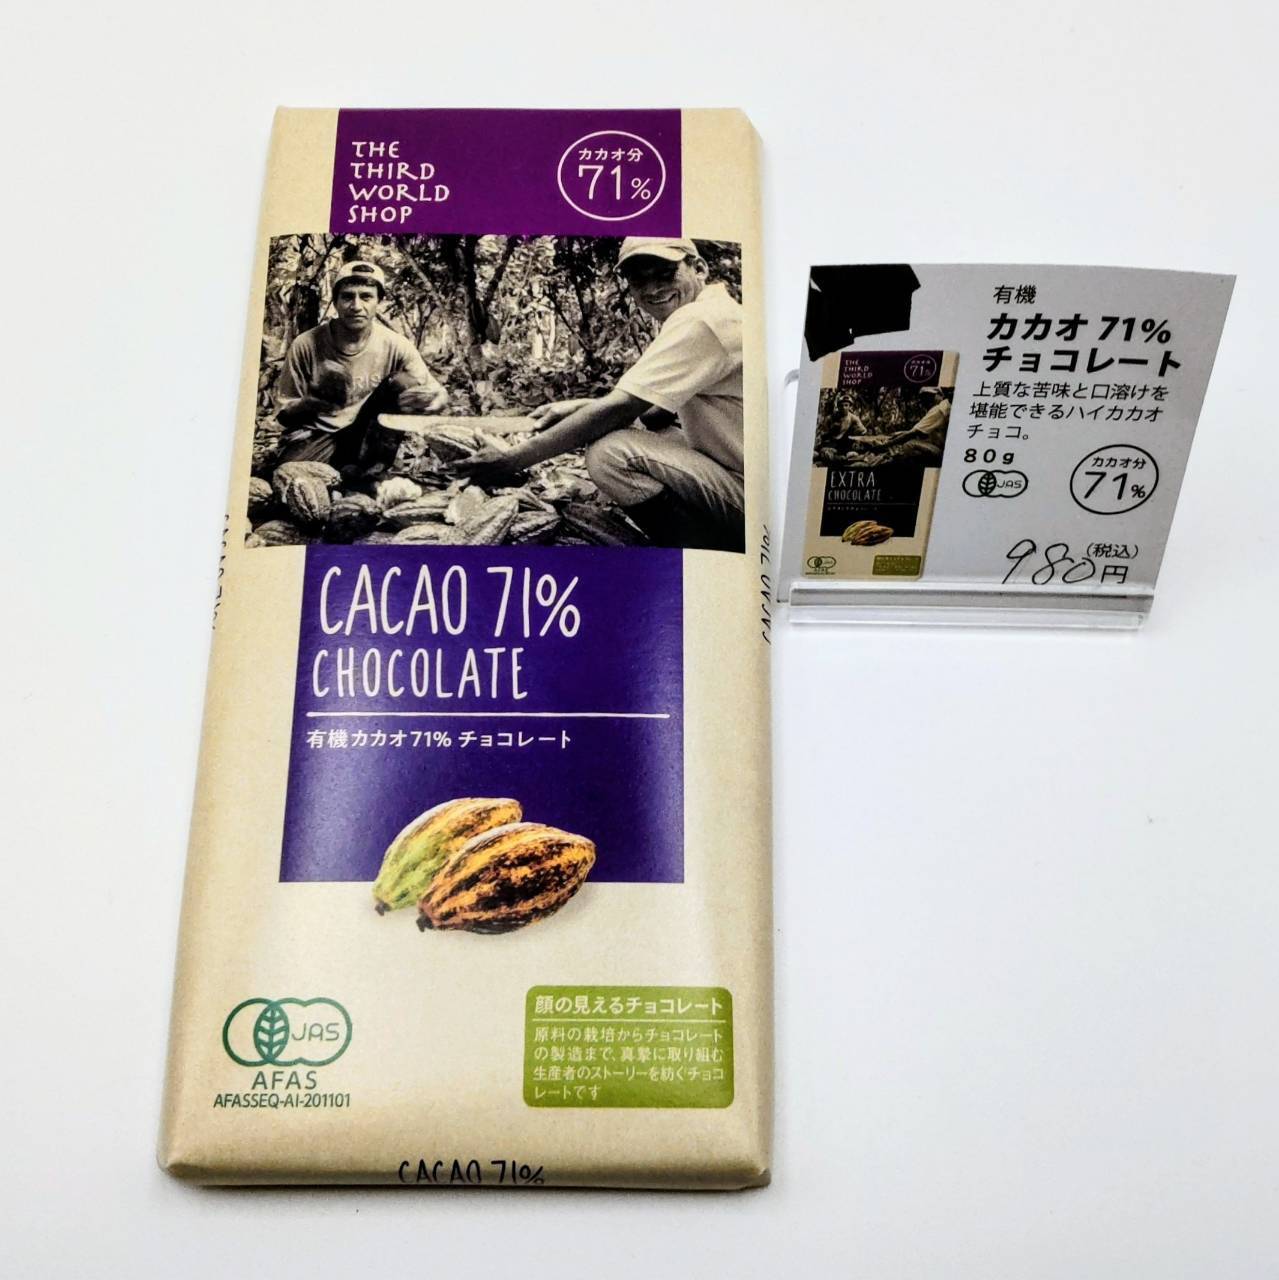 THE
THIRD
WORLD
SHOP
カカオ分
71%
CACAO 71%
CHOCOLATE
有機カカオ71% チョコレート
JAS
AFAS
AFASSEQ-AI-201101
顔の見えるチョコレート
原料の栽培からチョコレート
の製造まで、真摯に取り組む
生産者のストーリーを紡ぐチョコ
レートです
CACAO 71%
CACAO 71%
有機
カカオ 71%
チョコレート
上質な苦味と口溶けを
堪能できるハイカカオ
チョコ。
80g
JAS
カカオ分
71%
980円
(税込)
THE
THIRD
WORLD
SHOP
71%
EXTRA
CHOCOLATE
AFAS